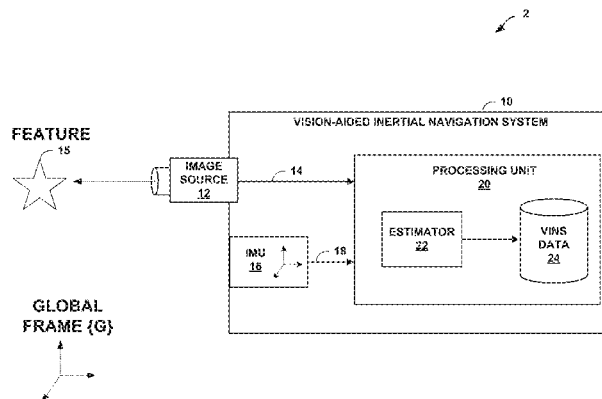 2
10
VISION-AIDED INERTIAL NAVIGATION SYSTEM
FEATURE
15
IMAGE
SOURCE
12
14
PROCESSING UNIT
20
ESTIMATOR
22
VINS
DATA
24
IMU
16
18
GLOBAL
FRAME {G}